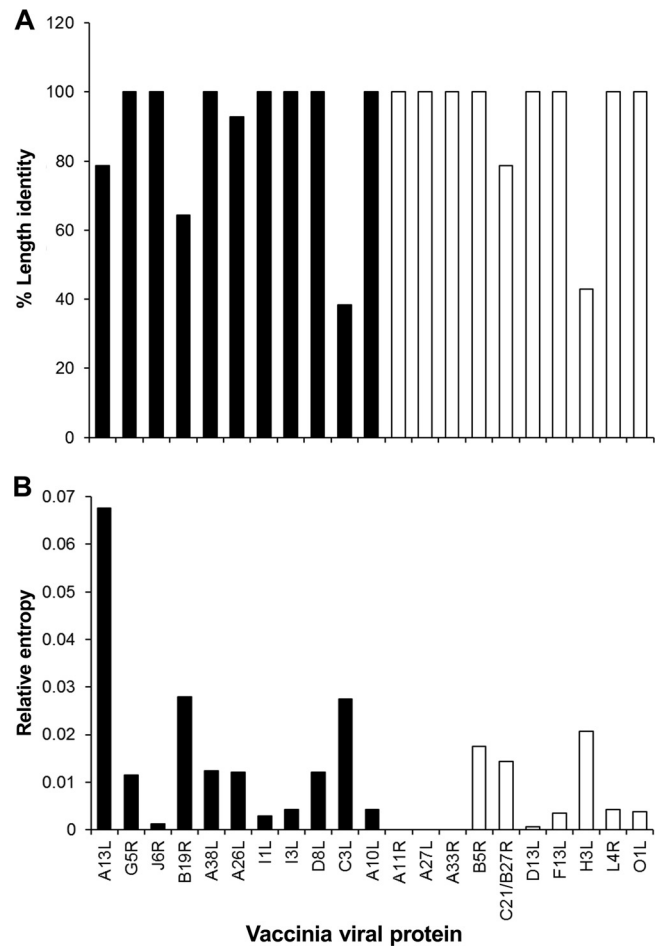 A
120
100
80
60
40
20
0
% Length identity
B
0.07
0.06
0.05
0.04
0.03
0.02
0.01
0
Relative entropy
A13L
G5R
J6R
B19R
A38L
A26L
I1L
I3L
D8L
C3L
A10L
A11R
A27L
A33R
B5R
C21/B27R
D13L
F13L
H3L
L4R
O1L
Vaccinia viral protein